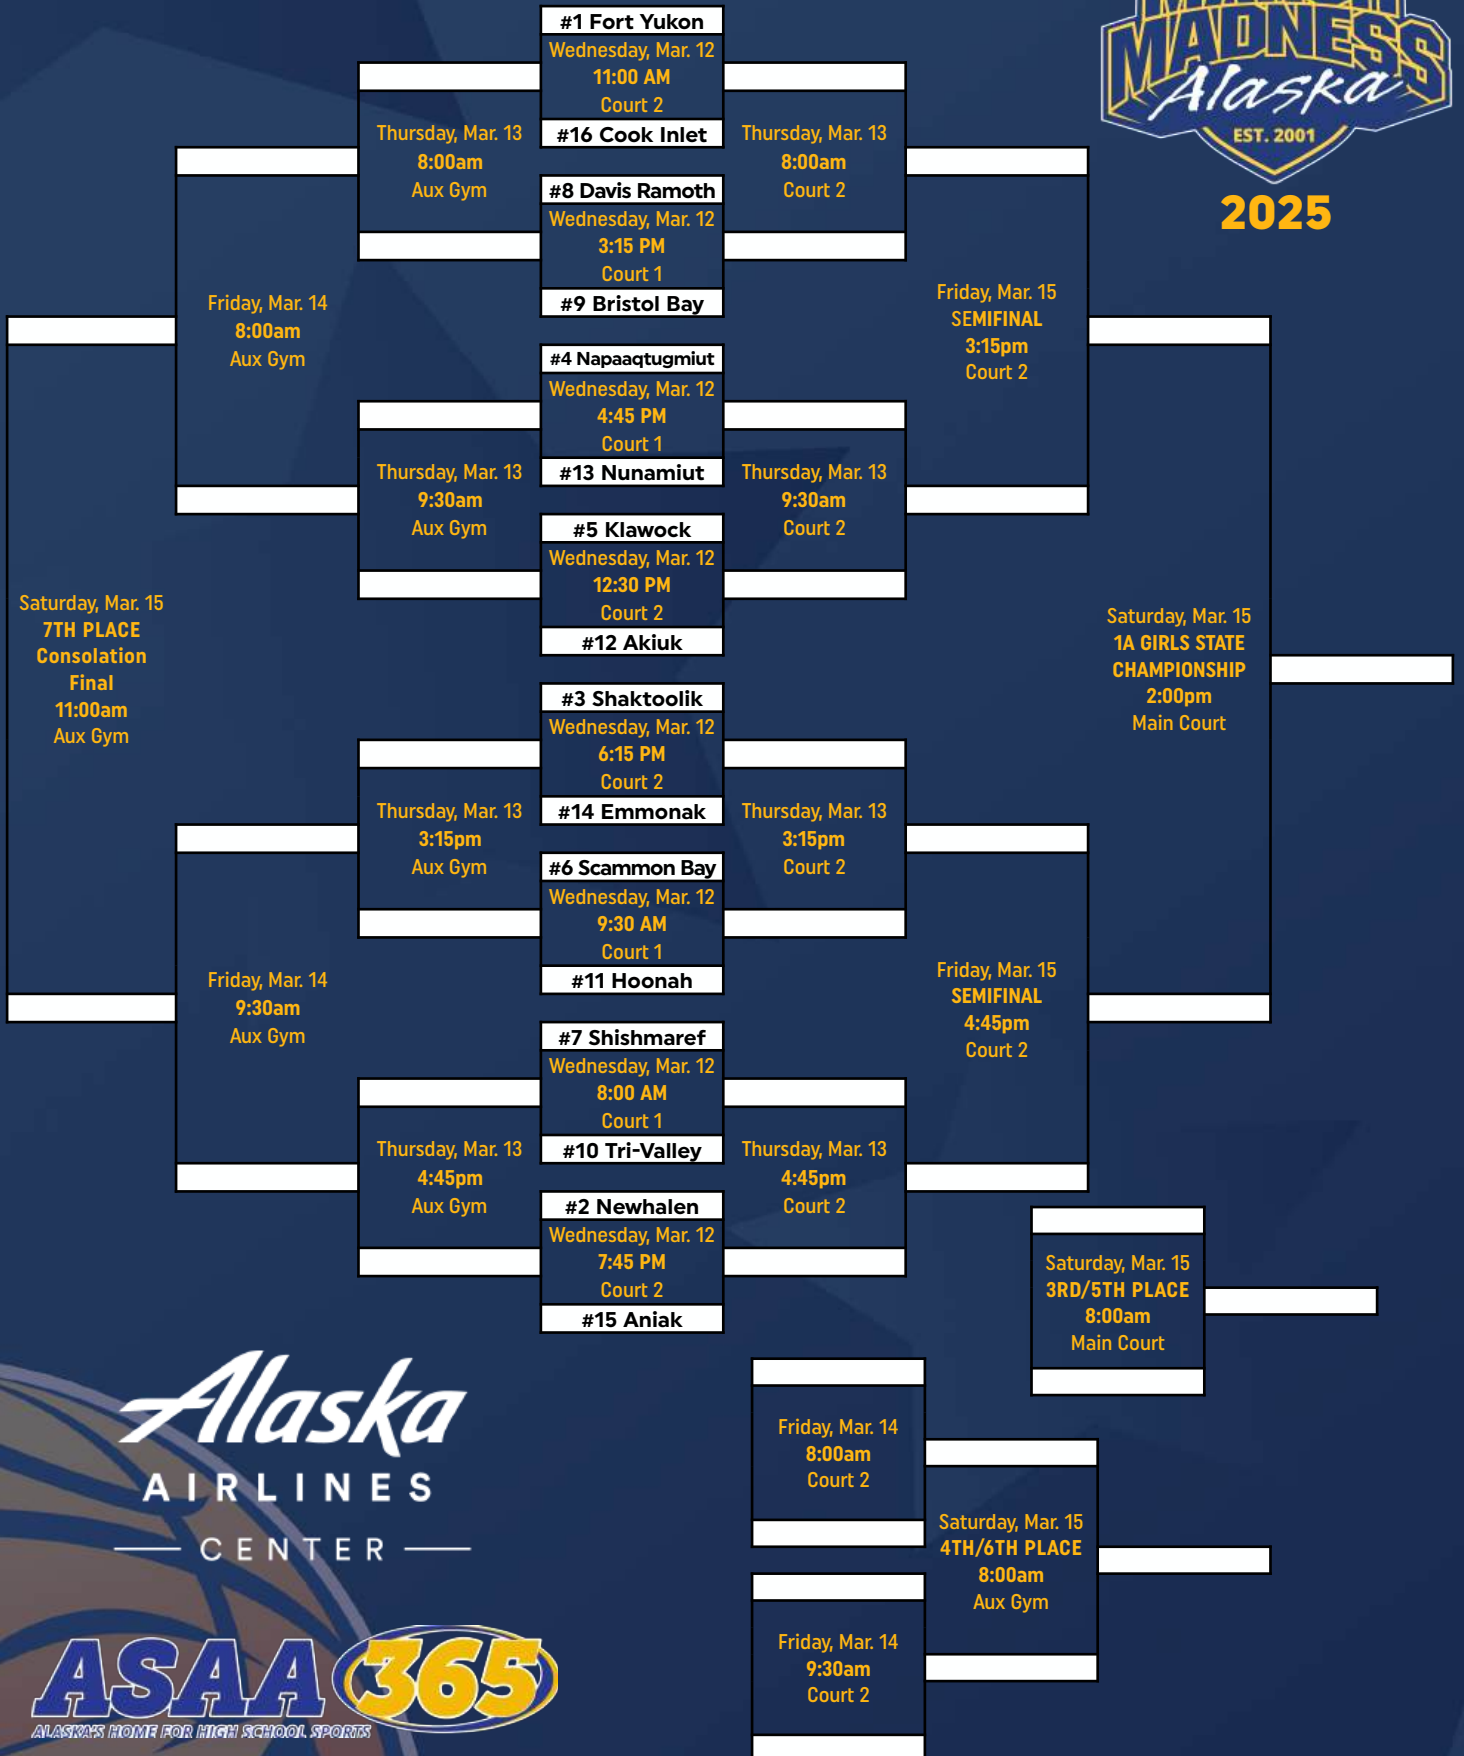 MADNESS
Alaska
EST. 2001
2025
#1 Fort Yukon
Wednesday, Mar. 12
11:00 AM
Court 2
#16 Cook Inlet
#8 Davis Ramoth
Wednesday, Mar. 12
3:15 PM
Court 1
#9 Bristol Bay
#4 Napaaqtugmiut
Wednesday, Mar. 12
4:45 PM
Court 1
#13 Nunamiut
#5 Klawock
Wednesday, Mar. 12
12:30 PM
Court 2
#12 Akiuk
#3 Shaktoolik
Wednesday, Mar. 12
6:15 PM
Court 2
#14 Emmonak
#6 Scammon Bay
Wednesday, Mar. 12
9:30 AM
Court 1
#11 Hoonah
#7 Shishmaref
Wednesday, Mar. 12
8:00 AM
Court 1
#10 Tri-Valley
#2 Newhalen
Wednesday, Mar. 12
7:45 PM
Court 2
#15 Aniak
Thursday, Mar. 13
8:00am
Aux Gym
Thursday, Mar. 13
9:30am
Aux Gym
Thursday, Mar. 13
3:15pm
Aux Gym
Thursday, Mar. 13
4:45pm
Aux Gym
Friday, Mar. 14
8:00am
Aux Gym
Friday, Mar. 14
9:30am
Aux Gym
Saturday, Mar. 15
7TH PLACE
Consolation
Final
11:00am
Aux Gym
Thursday, Mar. 13
8:00am
Court 2
Thursday, Mar. 13
9:30am
Court 2
Thursday, Mar. 13
3:15pm
Court 2
Thursday, Mar. 13
4:45pm
Court 2
Friday, Mar. 15
SEMIFINAL
3:15pm
Court 2
Friday, Mar. 15
SEMIFINAL
4:45pm
Court 2
Saturday, Mar. 15
1A GIRLS STATE
CHAMPIONSHIP
2:00pm
Main Court
Saturday, Mar. 15
3RD/5TH PLACE
8:00am
Main Court
Friday, Mar. 14
8:00am
Court 2
Friday, Mar. 14
9:30am
Court 2
Saturday, Mar. 15
4TH/6TH PLACE
8:00am
Aux Gym
Alaska
AIRLINES
CENTER
ASAA 365
ALASKA'S HOME FOR HIGH SCHOOL SPORTS